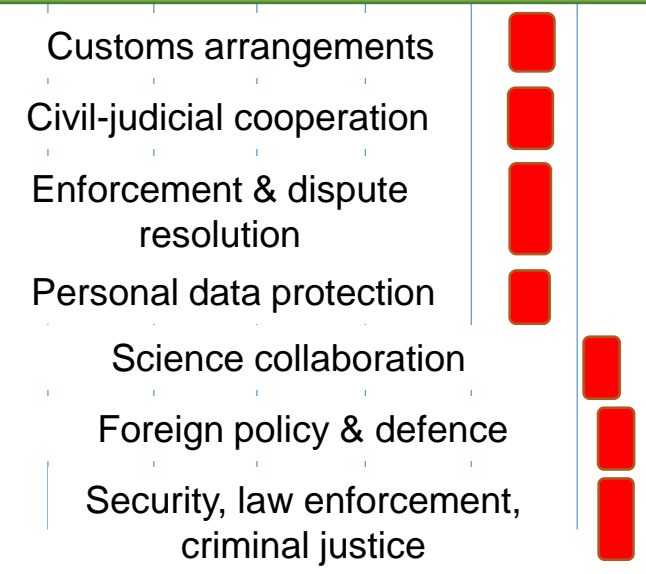 Customs arrangements
Civil-judicial cooperation
Enforcement & dispute
resolution
Personal data protection
Science collaboration
Foreign policy & defence
Security, law enforcement,
criminal justice